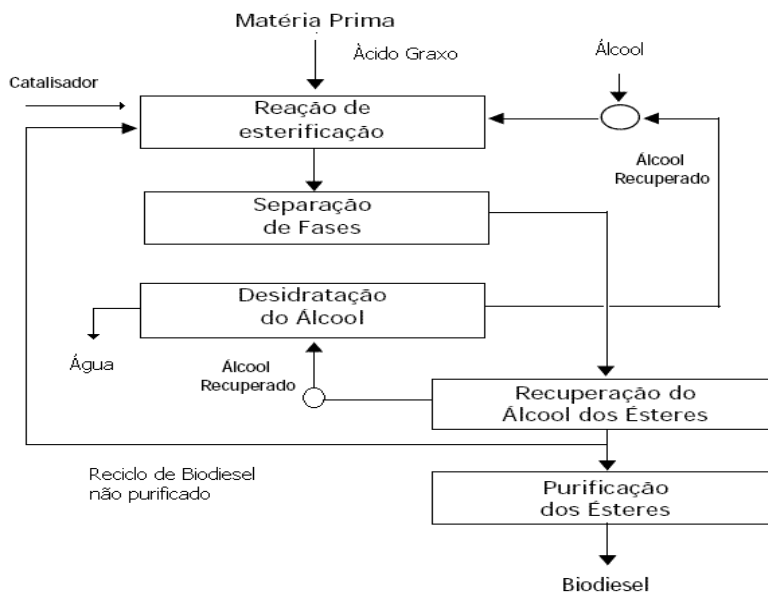 Matéria Prima
Àcido Graxo
Álcool
Catalisador
Reação de
esterificação
Álcool
Recuperado
Separação
de Fases
Desidratação
do Álcool
Água
Álcool
Recuperado
Recuperação do
Álcool dos Ésteres
Reciclo de Biodiesel
não purificado
Purificação
dos Ésteres
Biodiesel